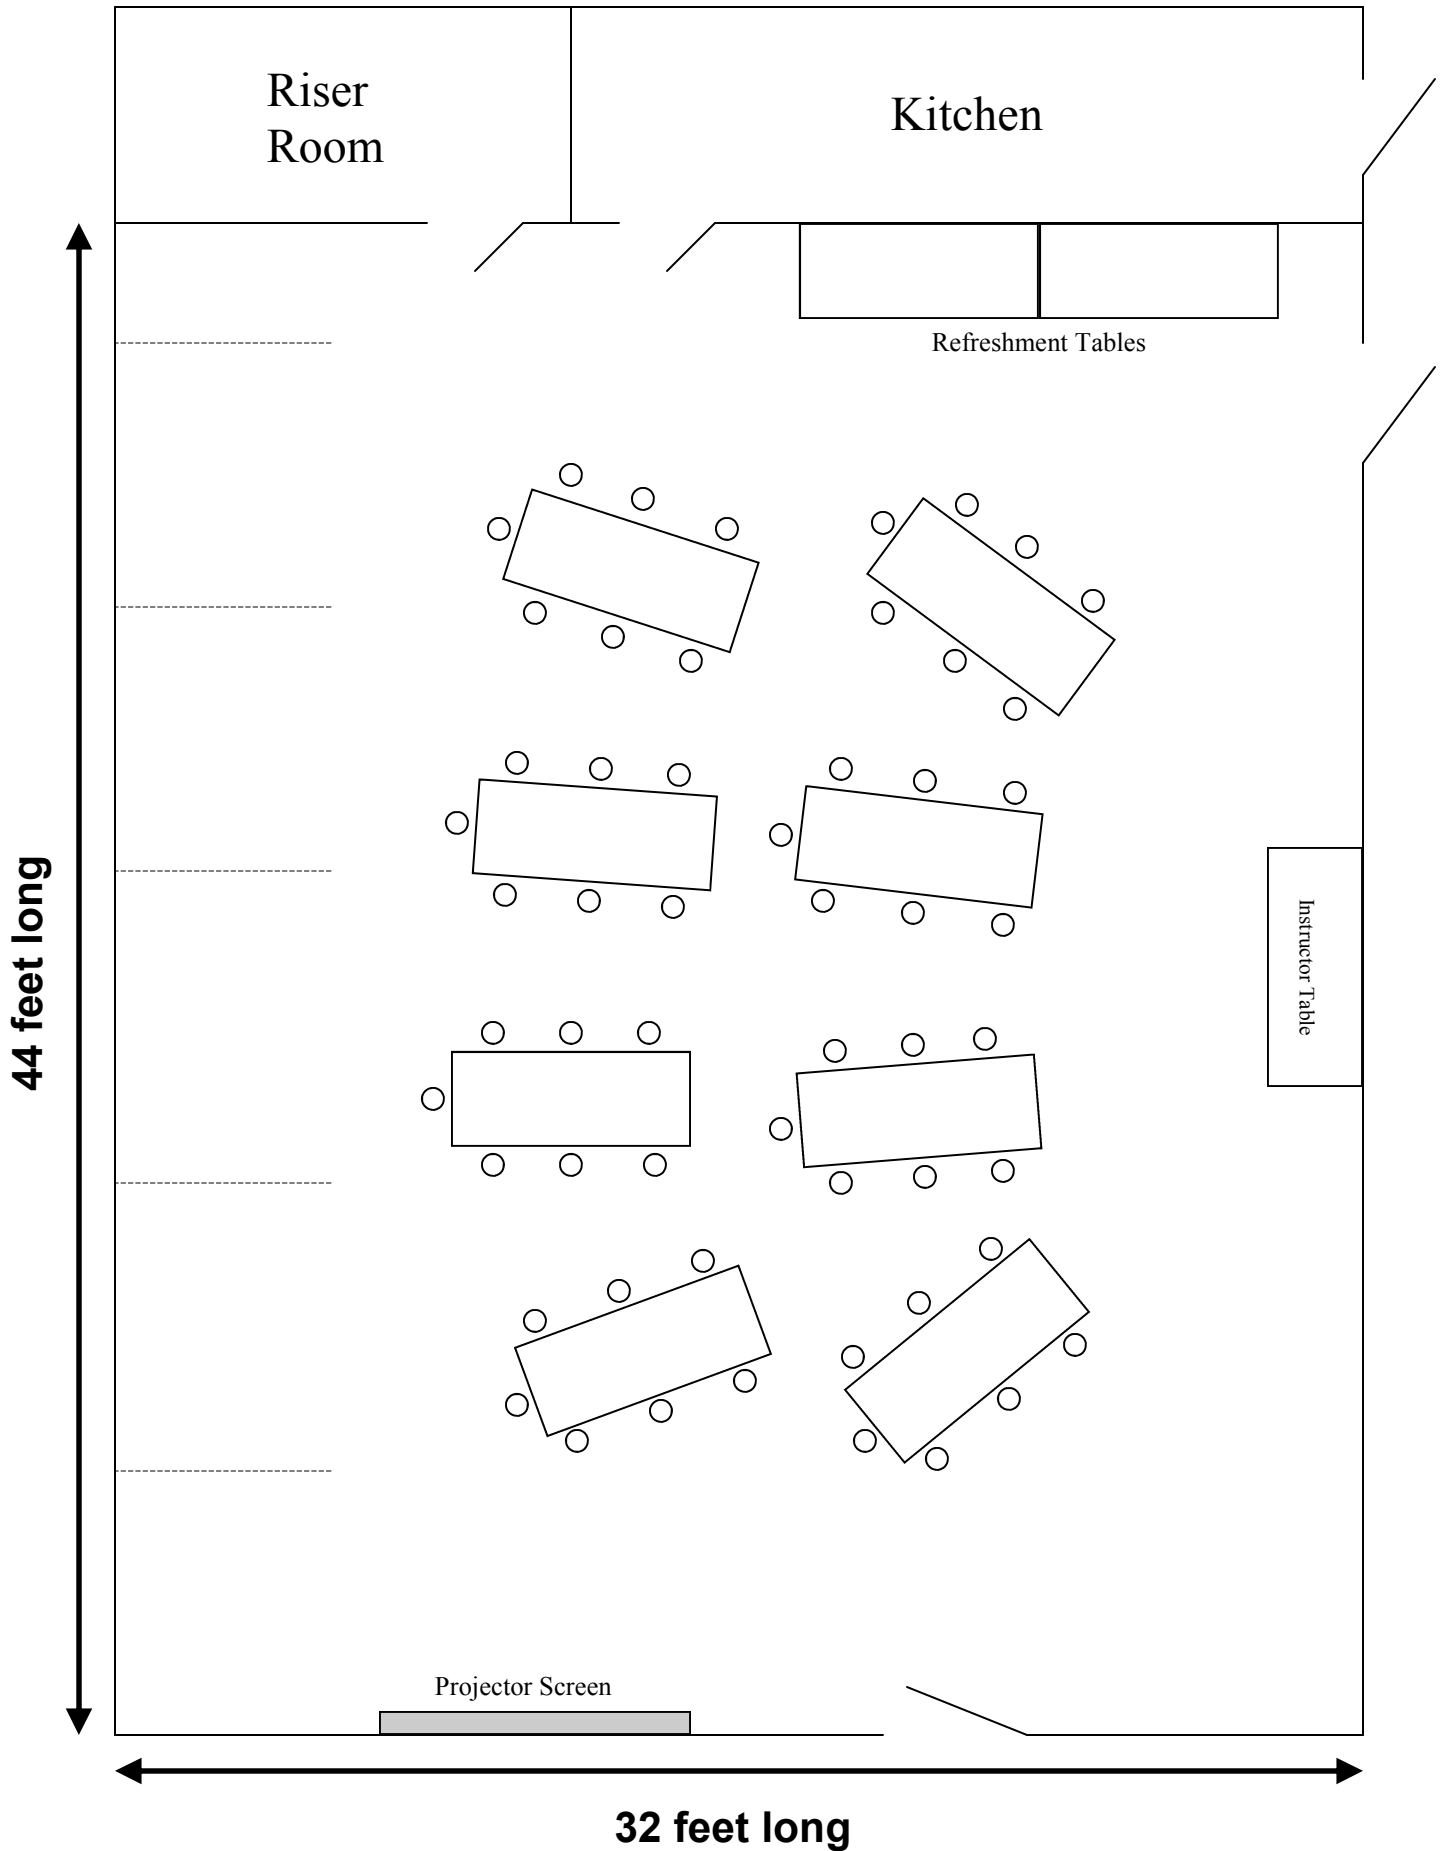 Riser
Room
Kitchen
Refreshment Tables
44 feet long
Instructor Table
Projector Screen
32 feet long